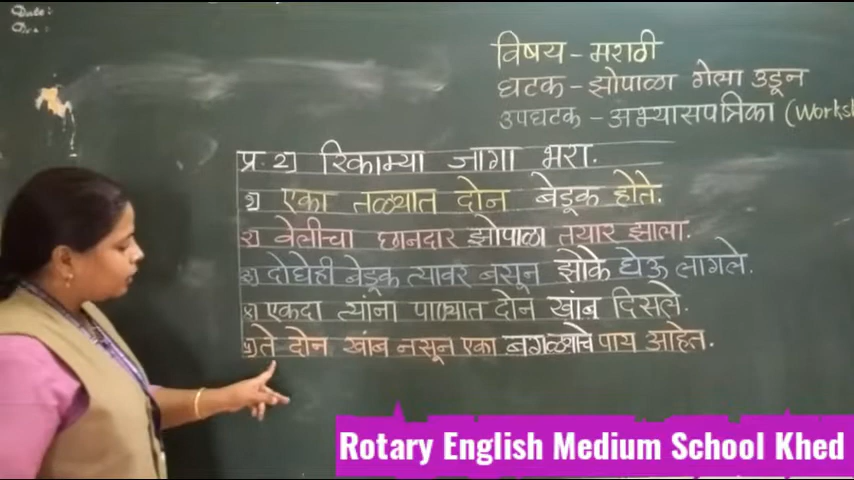 Date:
विषय - मराठी
घटक - झोपाळा गेला उडून
उपघटक - अभ्यासपत्रिका (Worksh
प्र. २] रिकाम्या जागा भरा.
१] एका तळ्यात दोन बेडूक होते.
२] वेलीचा छानदार झोपाळा तयार झाला.
३] दोघेही बेडूक त्यावर बसून झोके घेऊ लागले.
४] एकदा त्यांना पाण्यात दोन खांब दिसले.
५] ते दोन खांब नसून एका बगळ्याचे पाय आहेत.
Rotary English Medium School Khed